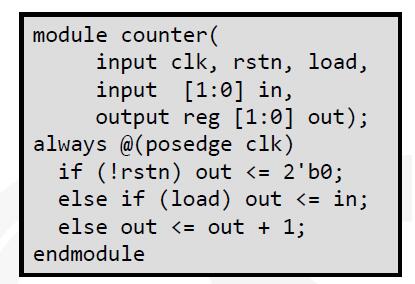 module counter(
input clk, rstn, load,
input [1:0] in,
output reg [1:0] out);
always @(posedge clk)
if (!rstn) out <= 2'b0;
else if (load) out <= in;
else out <= out + 1;
endmodule